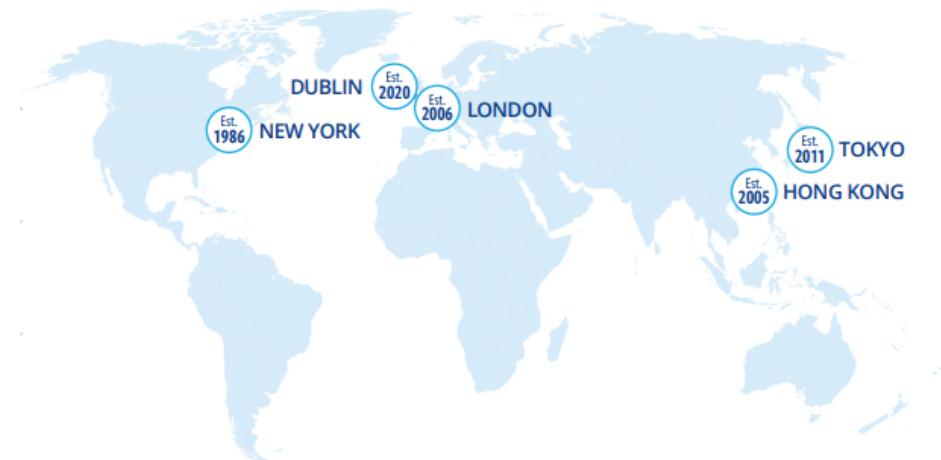 DUBLIN
Est.
2020
Est.
2006
LONDON
Est.
1986
NEW YORK
Est.
2011
TOKYO
Est.
2005
HONG KONG